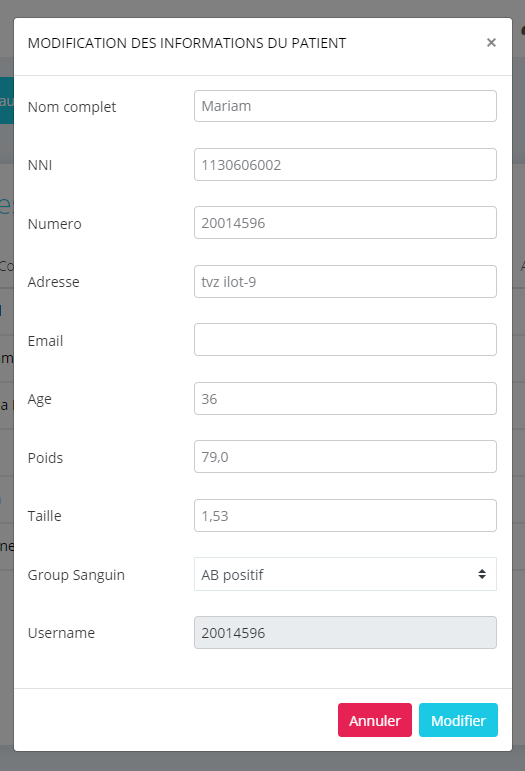 MODIFICATION DES INFORMATIONS DU PATIENT ×
Nom complet Mariam
NNI 1130606002
Numero 20014596
Adresse tvz ilot-9
Email
Age 36
Poids 79,0
Taille 1,53
Group Sanguin AB positif
Username 20014596
Annuler Modifier